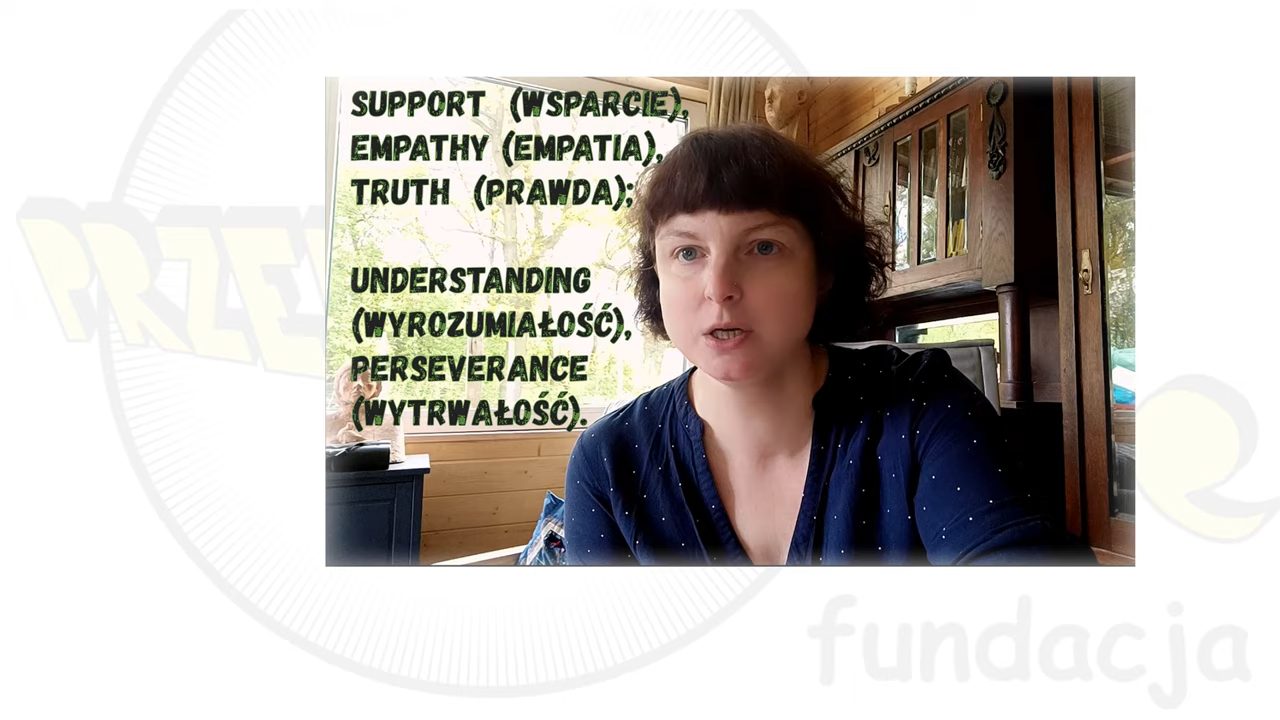 SUPPORT (WSPARCIE),
EMPATHY (EMPATIA),
TRUTH (PRAWDA);
UNDERSTANDING
(WYROZUMIAŁOŚĆ),
PERSEVERANCE
(WYTRWAŁOŚĆ).
fundacja